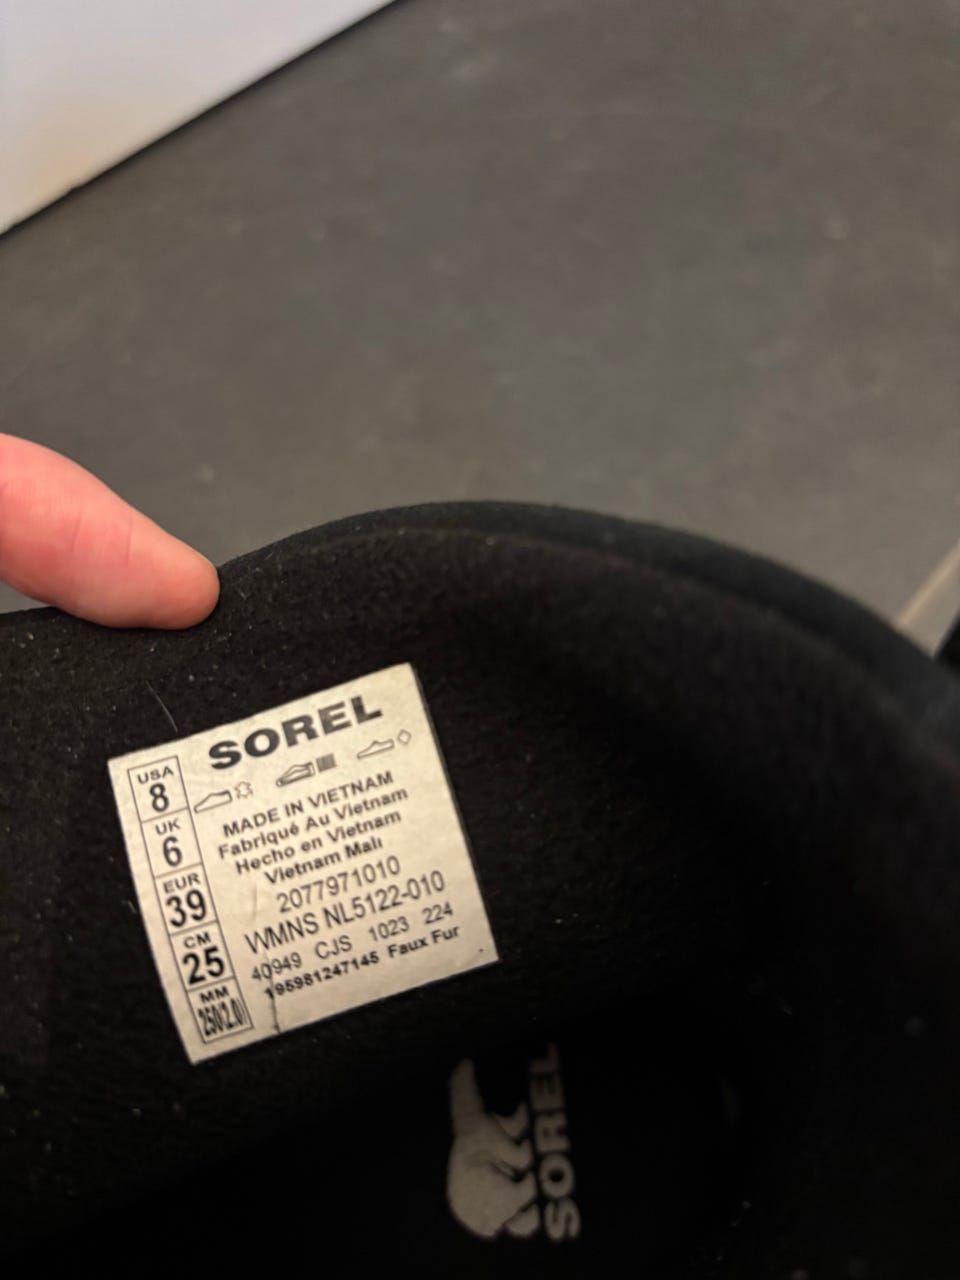 SOREL
USA
8
UK
6
EUR
39
CM
25
MM
250(2.0)
MADE IN VIETNAM
Fabriqué Au Vietnam
Hecho en Vietnam
Vietnam Malı
2077971010
WMNS NL5122-010
40949 CJS 1023 224
195981247145 Faux Fur
SOREL